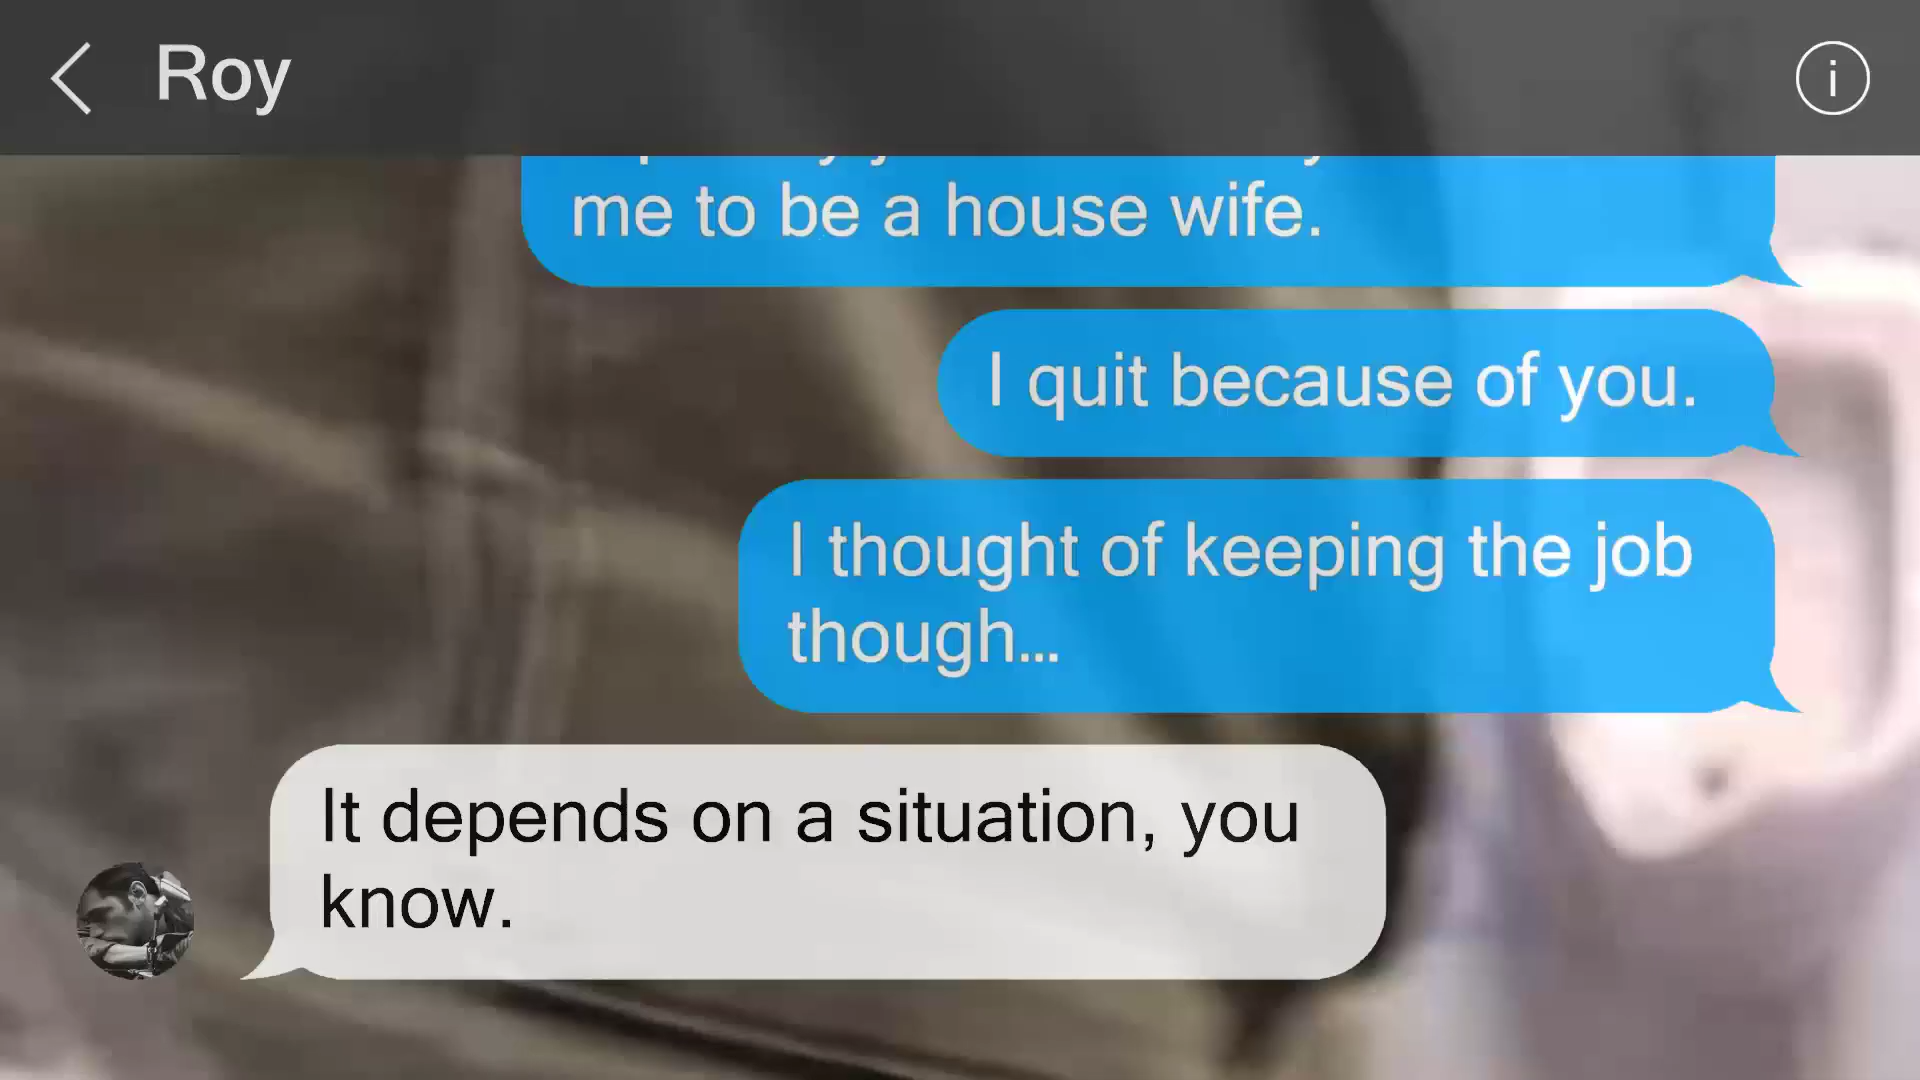 Roy
me to be a house wife.
I quit because of you.
I thought of keeping the job
though...
It depends on a situation, you
know.